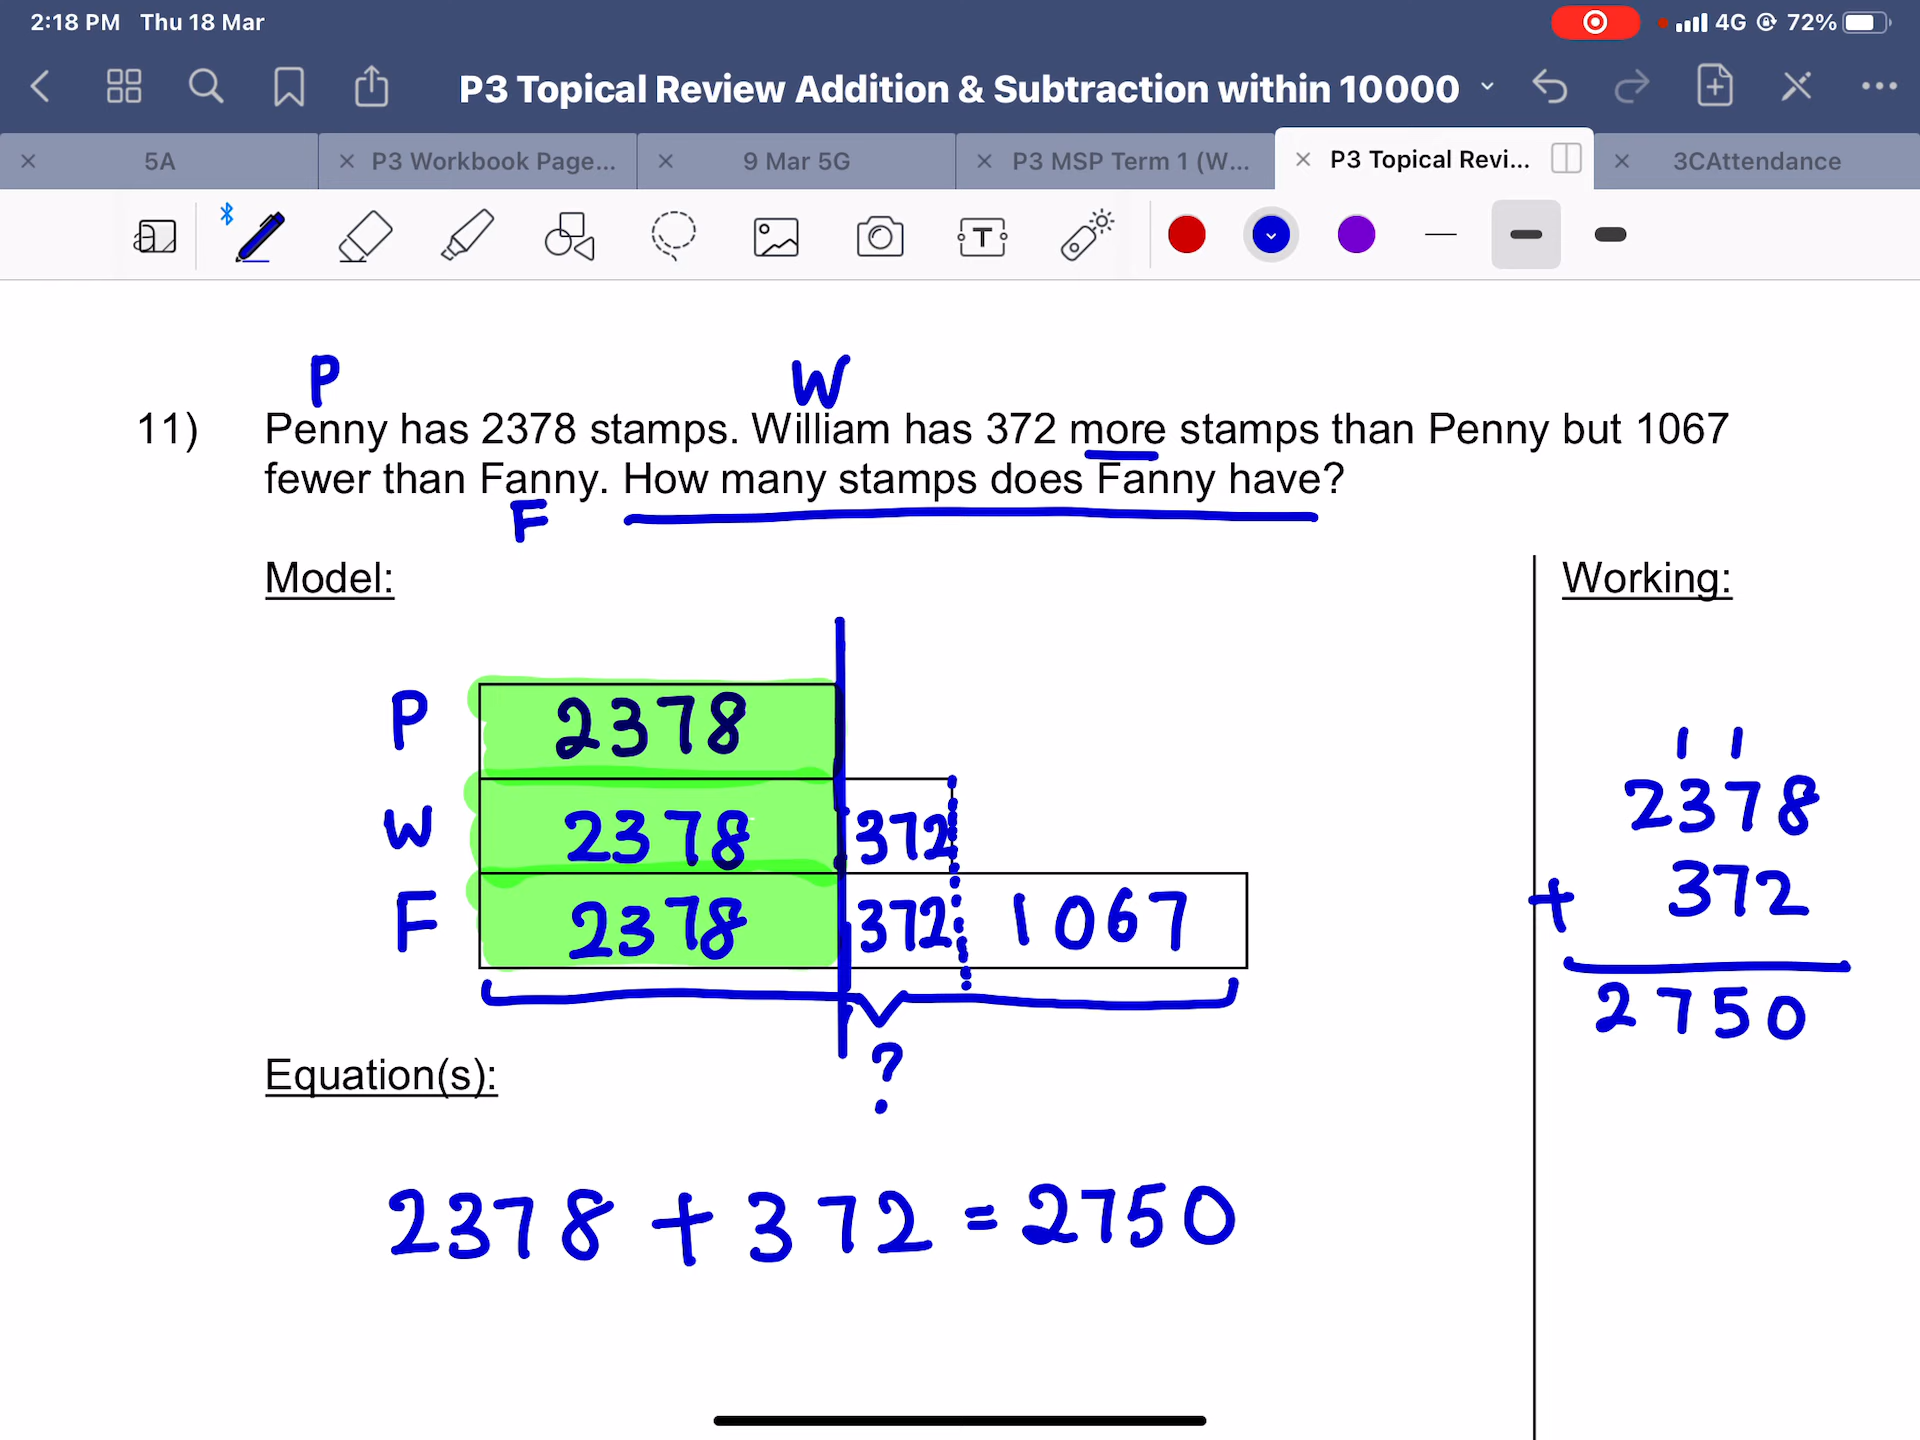 2:18 PM Thu 18 Mar
4G 72%
P3 Topical Review Addition & Subtraction within 10000
5A
P3 Workbook Page...
9 Mar 5G
P3 MSP Term 1 (W...
P3 Topical Revi...
3CAttendance
P W
11) Penny has 2378 stamps. William has 372 more stamps than Penny but 1067
fewer than Fanny. How many stamps does Fanny have?
F
Model:
P 2378
W 2378 372
F 2378 372 1067
?
Working:
1 1
2378
+ 372
2750
Equation(s):
2378 + 372 = 2750